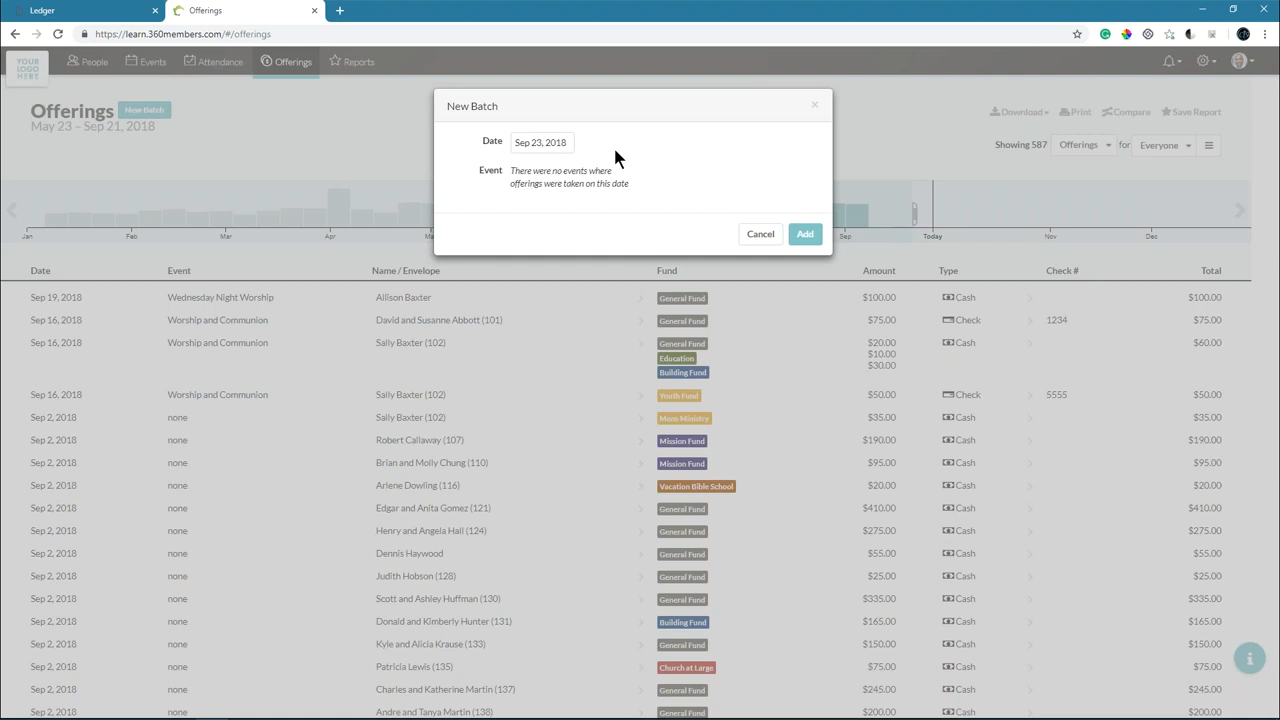 Ledger
Offerings
https://learn.360members.com/#/offerings
YOUR
LOGO
HERE
People
Events
Attendance
Offerings
Reports
Offerings
New Batch
May 23 – Sep 21, 2018
Download
Print
Compare
Save Report
Showing 587
Offerings
for
Everyone
New Batch
×
Date
Sep 23, 2018
Event
There were no events where
offerings were taken on this date
Cancel
Add
Jan Feb Mar Apr Ma Sep Today Nov Dec
Date Event Name / Envelope Fund Amount Type Check # Total
Sep 19, 2018 Wednesday Night Worship Allison Baxter General Fund $100.00 Cash $100.00
Sep 16, 2018 Worship and Communion David and Susanne Abbott (101) General Fund $75.00 Check 1234 $75.00
Sep 16, 2018 Worship and Communion Sally Baxter (102) General Fund $20.00 Cash $60.00
Education $10.00
Building Fund $30.00
Sep 16, 2018 Worship and Communion Sally Baxter (102) Youth Fund $50.00 Check 5555 $50.00
Sep 2, 2018 none Sally Baxter (102) Mens Ministry $35.00 Cash $35.00
Sep 2, 2018 none Robert Callaway (107) Mission Fund $190.00 Cash $190.00
Sep 2, 2018 none Brian and Molly Chung (110) Mission Fund $95.00 Cash $95.00
Sep 2, 2018 none Arlene Dowling (116) Vacation Bible School $20.00 Cash $20.00
Sep 2, 2018 none Edgar and Anita Gomez (121) General Fund $410.00 Cash $410.00
Sep 2, 2018 none Henry and Angela Hall (124) General Fund $275.00 Cash $275.00
Sep 2, 2018 none Dennis Haywood General Fund $55.00 Cash $55.00
Sep 2, 2018 none Judith Hobson (128) General Fund $25.00 Cash $25.00
Sep 2, 2018 none Scott and Ashley Huffman (130) General Fund $335.00 Cash $335.00
Sep 2, 2018 none Donald and Kimberly Hunter (131) Building Fund $165.00 Cash $165.00
Sep 2, 2018 none Kyle and Alicia Krause (133) General Fund $150.00 Cash $150.00
Sep 2, 2018 none Patricia Lewis (135) Church at Large $75.00 Cash $75.00
Sep 2, 2018 none Charles and Katherine Martin (137) General Fund $245.00 Cash $245.00
Sep 2, 2018 none Andre and Tanya Martin (138) General Fund $200.00 Cash $200.00